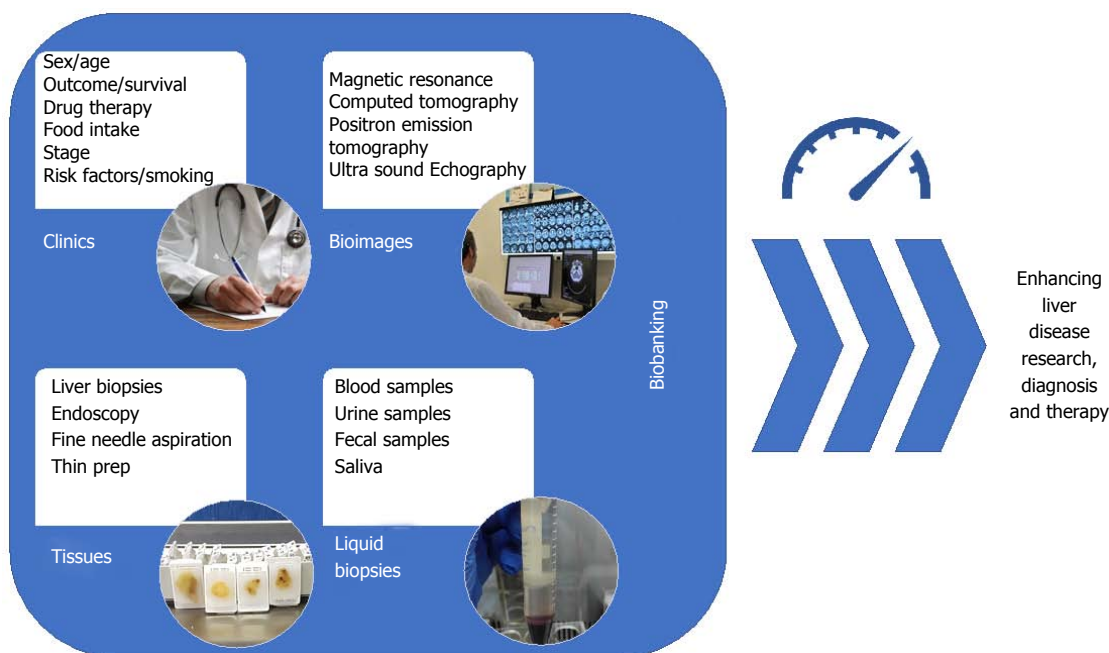 Sex/age
Outcome/survival
Drug therapy
Food intake
Stage
Risk factors/smoking
Clinics
Magnetic resonance
Computed tomography
Positron emission
tomography
Ultra sound Echography
Bioimages
Liver biopsies
Endoscopy
Fine needle aspiration
Thin prep
Tissues
Blood samples
Urine samples
Fecal samples
Saliva
Liquid
biopsies
Biobanking
Enhancing
liver
disease
research,
diagnosis
and therapy